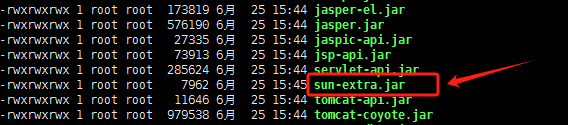 -rwxrwxrwx 1 root root 173819 6月 25 15:44 jasper-el.jar
-rwxrwxrwx 1 root root 576190 6月 25 15:44 jasper.jar
-rwxrwxrwx 1 root root 27335 6月 25 15:44 jaspic-api.jar
-rwxrwxrwx 1 root root 73913 6月 25 15:44 jsp-api.jar
-rwxrwxrwx 1 root root 285624 6月 25 15:44 servlet-api.jar
-rwxrwxrwx 1 root root 7962 6月 25 15:45 sun-extra.jar
-rwxrwxrwx 1 root root 11646 6月 25 15:44 tomcat-api.jar
-rwxrwxrwx 1 root root 979538 6月 25 15:44 tomcat-coyote.jar